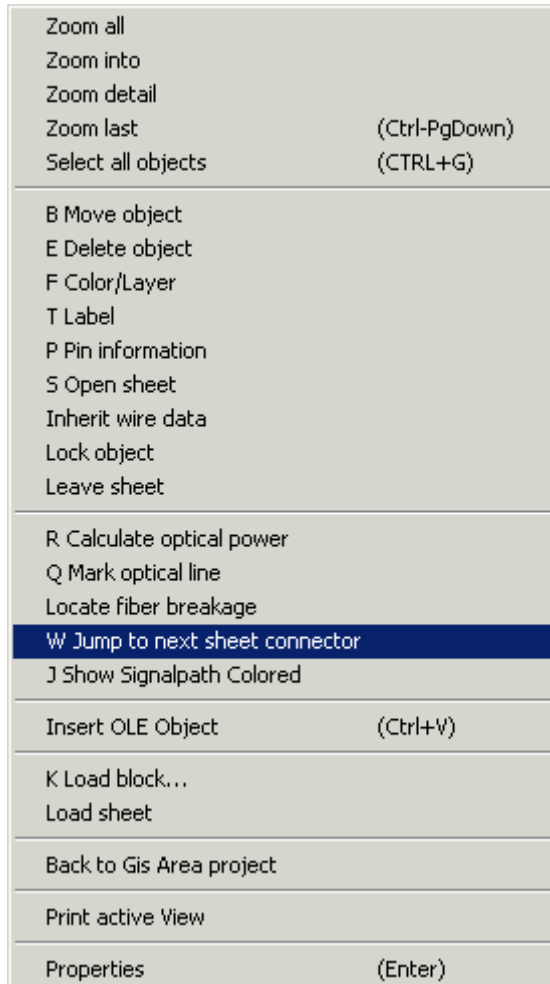 Zoom all
Zoom into
Zoom detail
Zoom last (Ctrl-PgDown)
Select all objects (CTRL+G)
B Move object
E Delete object
F Color/Layer
T Label
P Pin information
S Open sheet
Inherit wire data
Lock object
Leave sheet
R Calculate optical power
Q Mark optical line
Locate fiber breakage
W Jump to next sheet connector
J Show Signalpath Colored
Insert OLE Object (Ctrl+V)
K Load block...
Load sheet
Back to Gis Area project
Print active View
Properties (Enter)